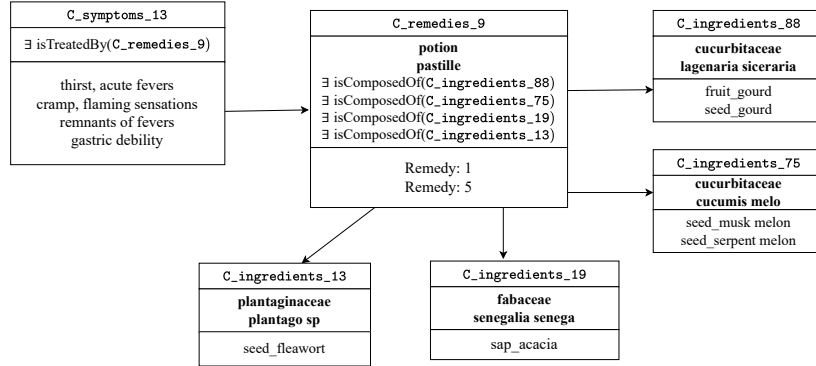 C_symptoms_13
∃ isTreatedBy(C_remedies_9)
thirst, acute fevers
cramp, flaming sensations
remnants of fevers
gastric debility
C_remedies_9
potion
pastille
∃ isComposedOf(C_ingredients_88)
∃ isComposedOf(C_ingredients_75)
∃ isComposedOf(C_ingredients_19)
∃ isComposedOf(C_ingredients_13)
Remedy: 1
Remedy: 5
C_ingredients_88
cucurbitaceae
lagenaria siceraria
fruit_gourd
seed_gourd
C_ingredients_75
cucurbitaceae
cucumis melo
seed_musk melon
seed_serpent melon
C_ingredients_13
plantaginaceae
plantago sp
seed_fleawort
C_ingredients_19
fabaceae
senegalia senega
sap_acacia